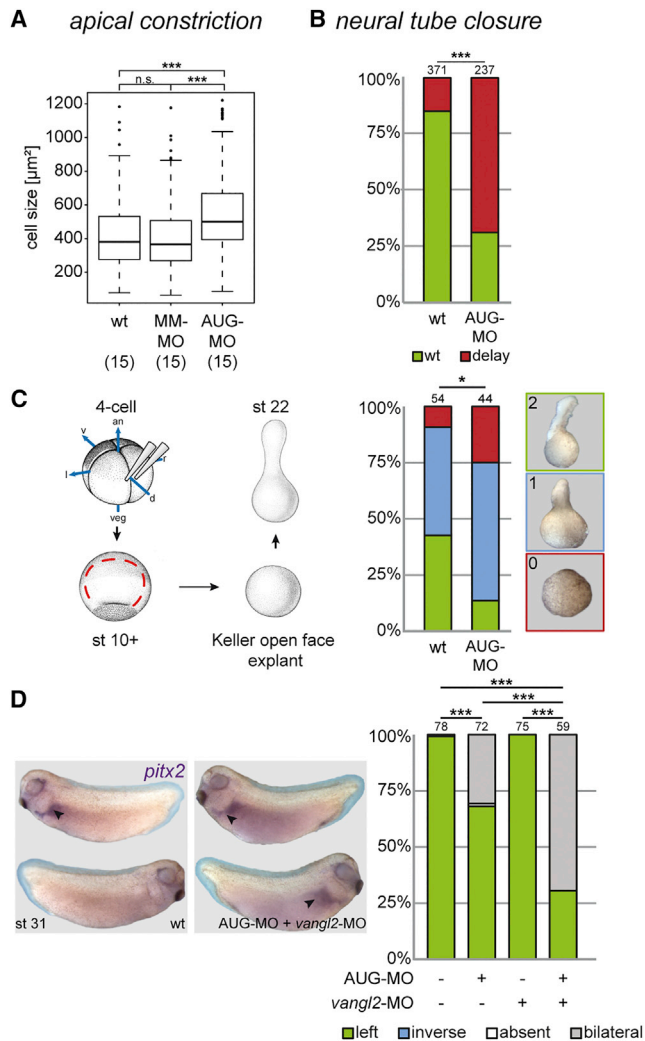 A apical constriction
B neural tube closure
***
n.s. ***
1200
1000
800
600
400
200
cell size [µm²]
wt MM-MO AUG-MO
(15) (15) (15)
***
371 237
100%
75%
50%
25%
0%
wt AUG-MO
wt delay
C
4-cell
an
v
l
r
d
veg
st 10+
st 22
Keller open face
explant
*
54 44
100%
75%
50%
25%
0%
wt AUG-MO
2
1
0
D
pitx2
st 31 wt
AUG-MO + vangl2-MO
***
***
*** ***
78 72 75 59
100%
75%
50%
25%
0%
AUG-MO - + - +
vangl2-MO - - + +
left inverse absent bilateral